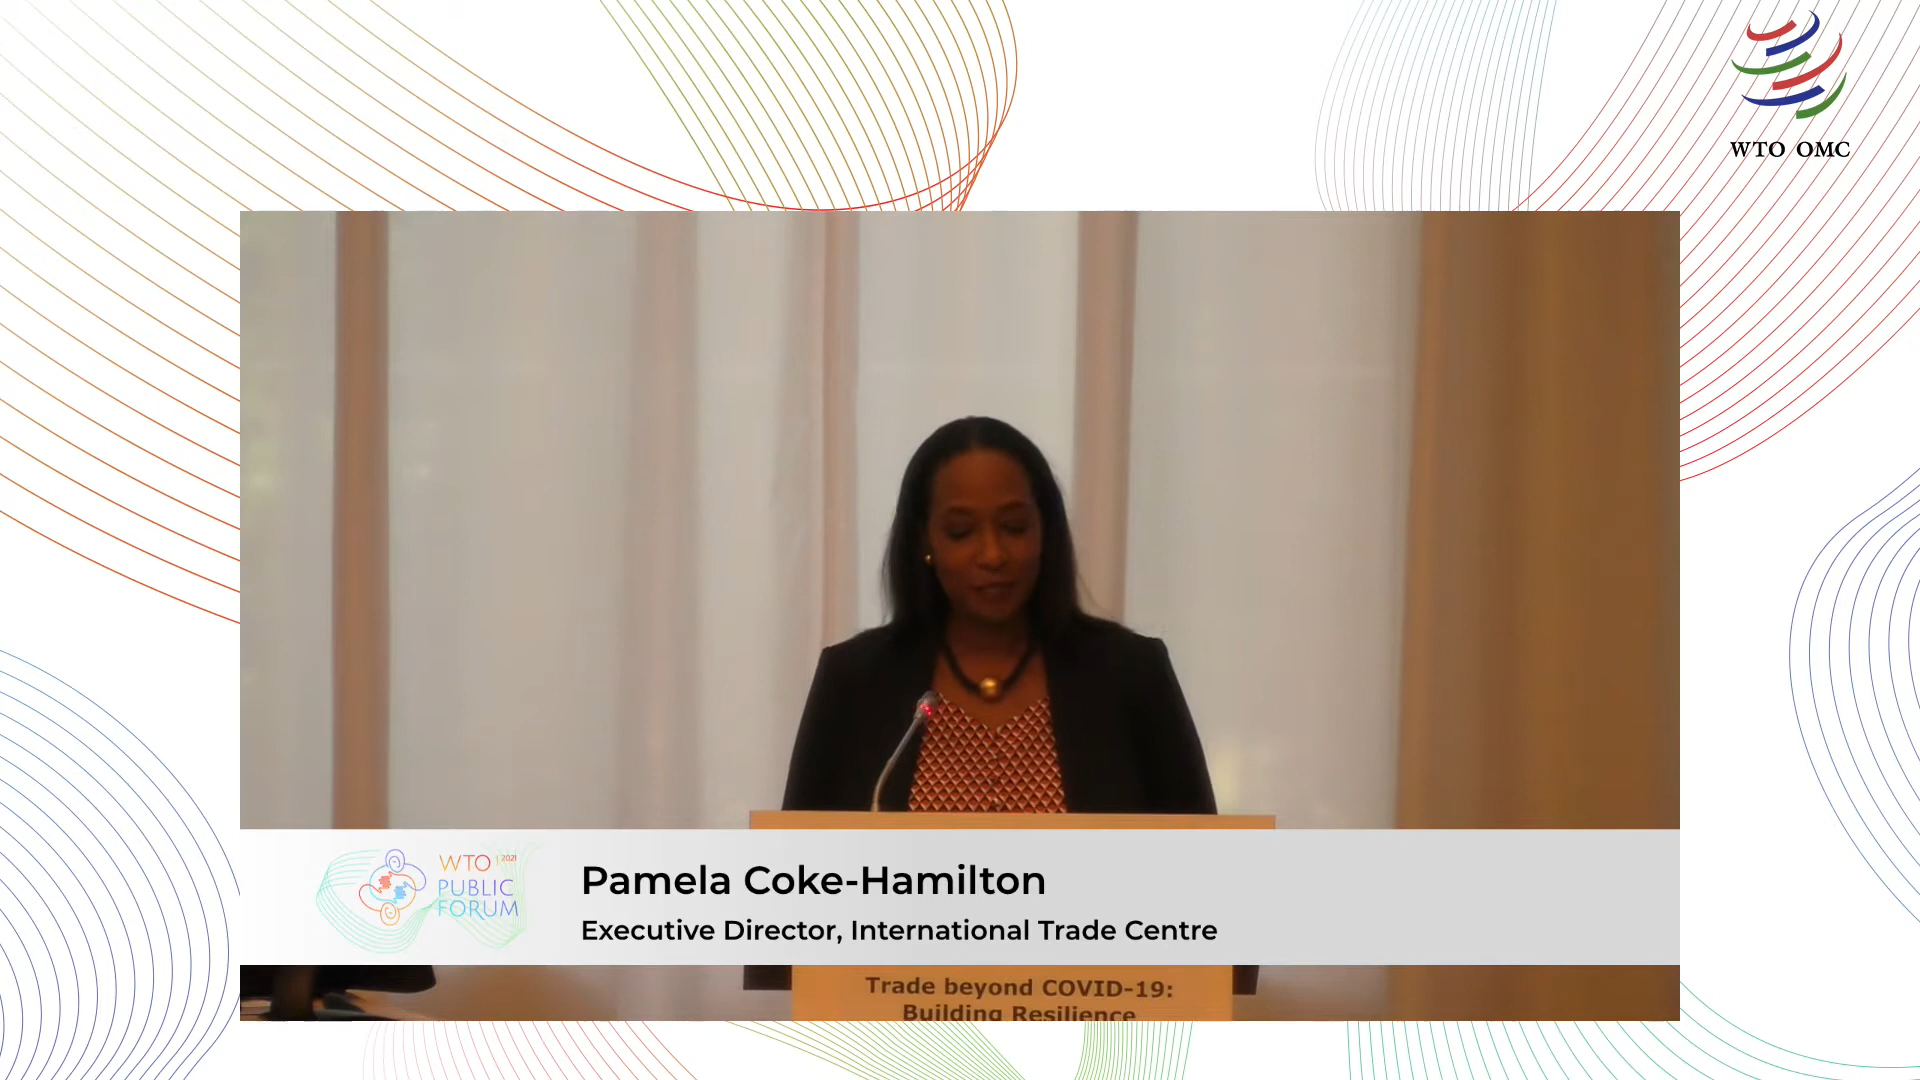 WTO OMC
WTO | 2021
PUBLIC
FORUM
Pamela Coke-Hamilton
Executive Director, International Trade Centre
Trade beyond COVID-19:
Building Resilience